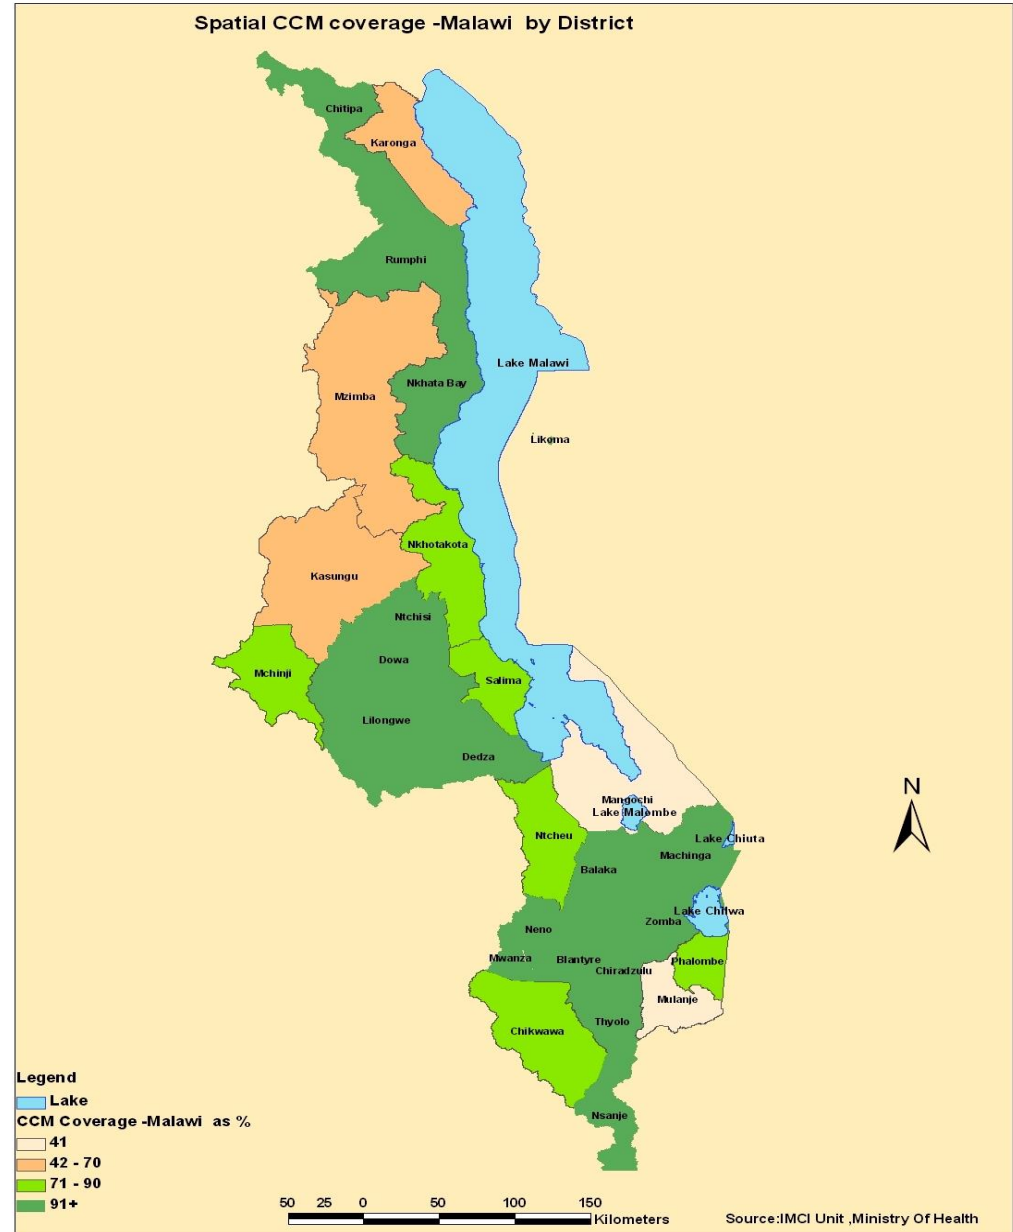 Spatial CCM coverage -Malawi by District
Chitipa
Karonga
Rumphi
Lake Malawi
Nkhata Bay
Mzimba
Likoma
Nkhotakota
Kasungu
Ntchisi
Dowa
Mchinji
Salima
Lilongwe
Dedza
N
Mangochi
Lake Malombe
Ntcheu
Lake Chiuta
Machinga
Balaka
Lake Chilwa
Zomba
Neno
Mwanza
Blantyre
Phalombe
Chiradzulu
Mulanje
Thyolo
Chikwawa
Nsanje
Legend
Lake
CCM Coverage -Malawi as %
41
42 - 70
71 - 90
91+
50 25 0 50 100 150
Kilometers
Source:IMCI Unit ,Ministry Of Health